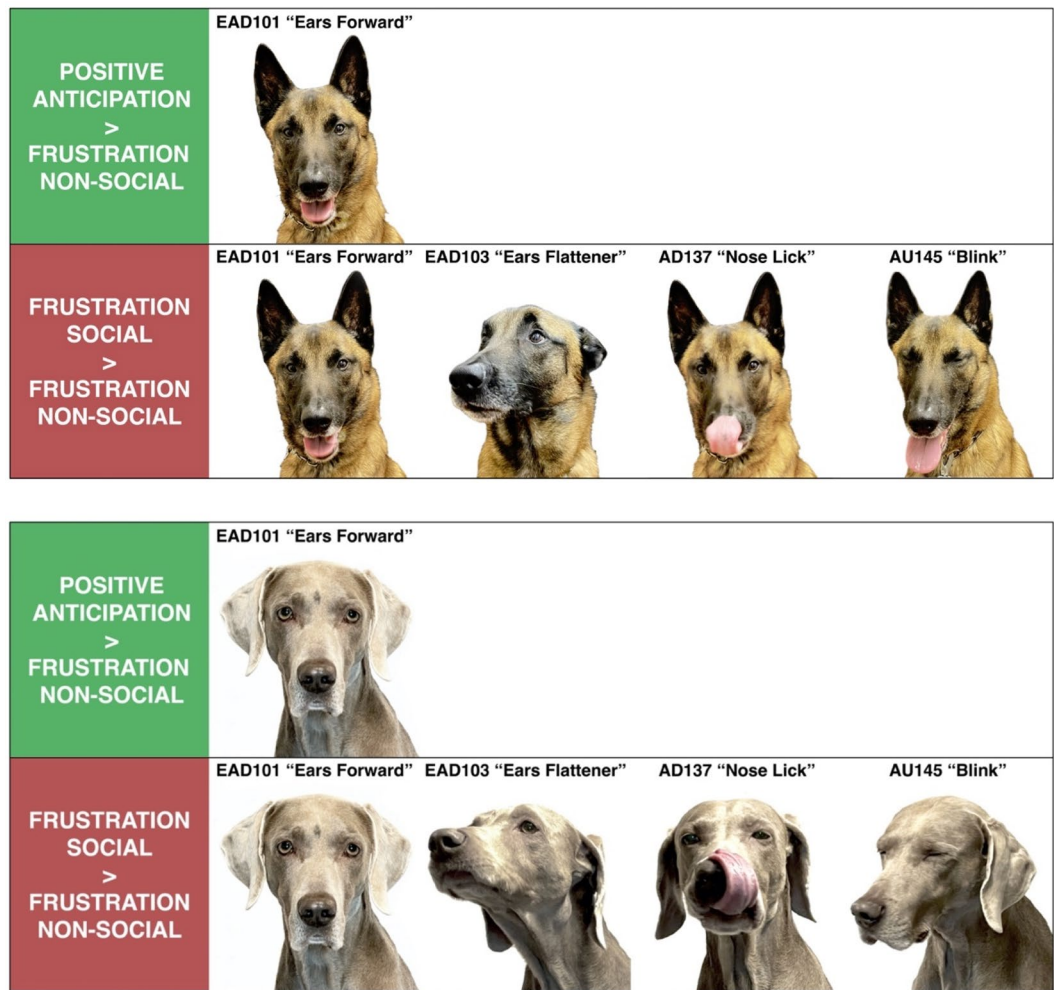 EAD101 “Ears Forward”
POSITIVE
ANTICIPATION
>
FRUSTRATION
NON-SOCIAL
EAD101 “Ears Forward” EAD103 “Ears Flattener” AD137 “Nose Lick” AU145 “Blink”
FRUSTRATION
SOCIAL
>
FRUSTRATION
NON-SOCIAL
EAD101 “Ears Forward”
POSITIVE
ANTICIPATION
>
FRUSTRATION
NON-SOCIAL
EAD101 “Ears Forward” EAD103 “Ears Flattener” AD137 “Nose Lick” AU145 “Blink”
FRUSTRATION
SOCIAL
>
FRUSTRATION
NON-SOCIAL